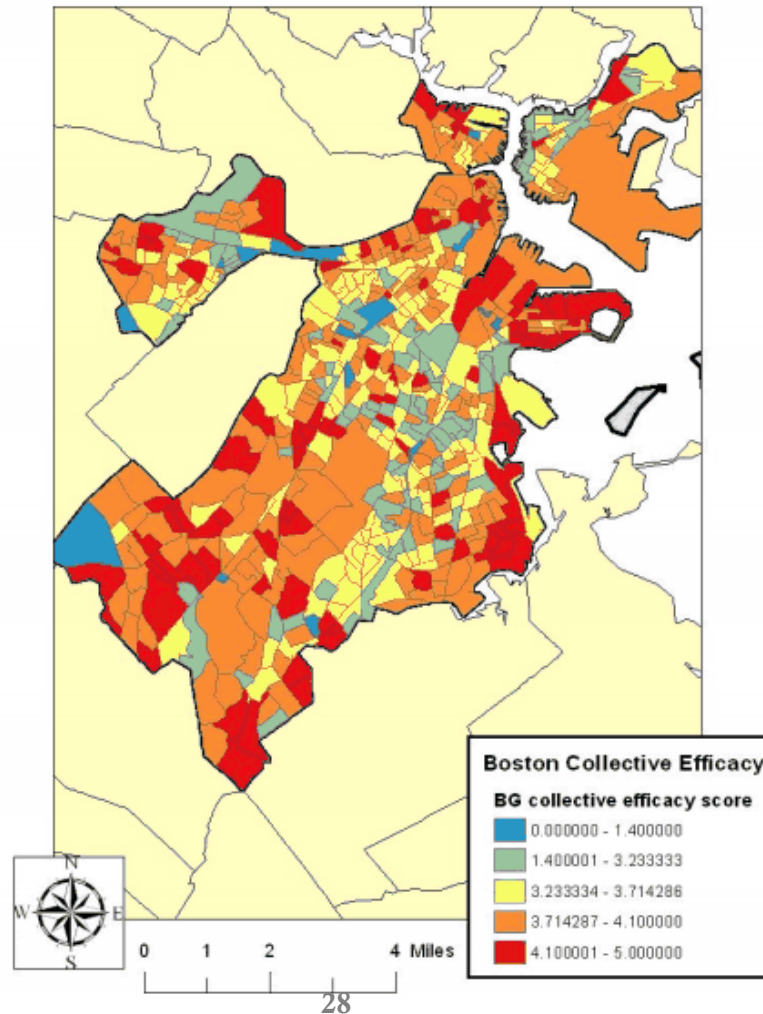 Boston Collective Efficacy
BG collective efficacy score
0.000000 - 1.400000
1.400001 - 3.233333
3.233334 - 3.714286
3.714287 - 4.100000
4.100001 - 5.000000
N
W E
S
0 1 2 4 Miles
28